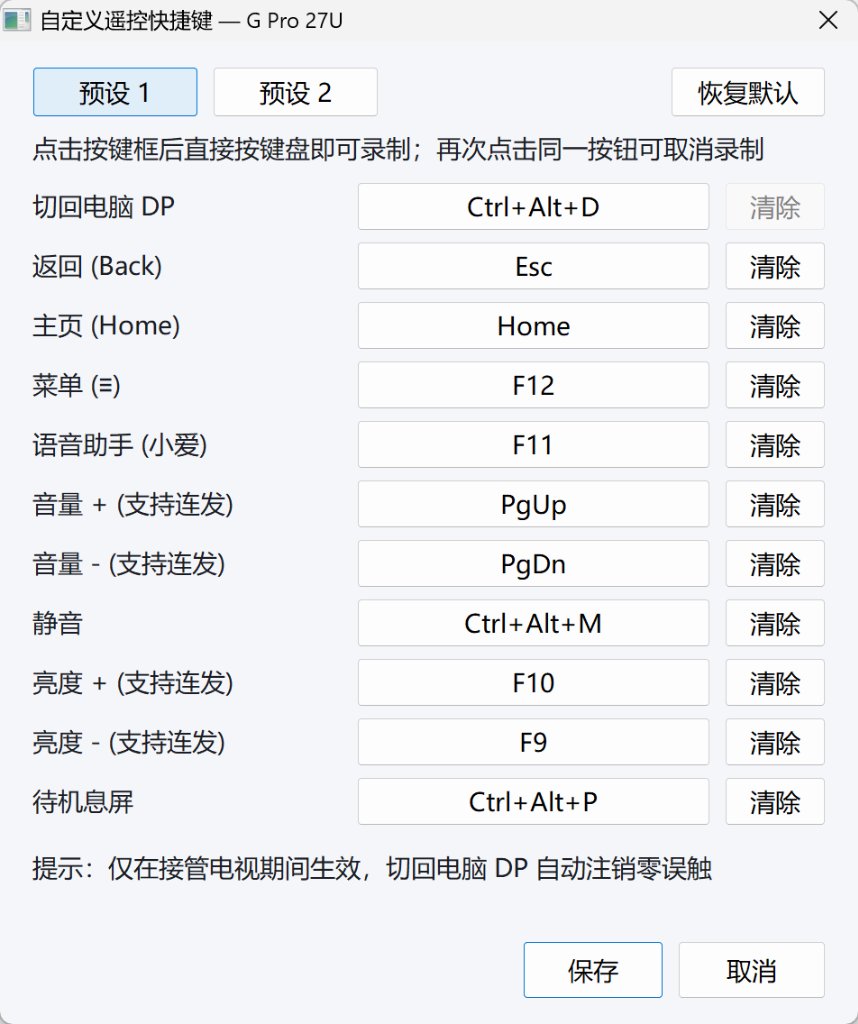 自定义遥控快捷键 — G Pro 27U
预设 1 预设 2 恢复默认
点击按键框后直接按键盘即可录制；再次点击同一按钮可取消录制
切回电脑 DP Ctrl+Alt+D 清除
返回 (Back) Esc 清除
主页 (Home) Home 清除
菜单 (≡) F12 清除
语音助手 (小爱) F11 清除
音量 + (支持连发) PgUp 清除
音量 - (支持连发) PgDn 清除
静音 Ctrl+Alt+M 清除
亮度 + (支持连发) F10 清除
亮度 - (支持连发) F9 清除
待机息屏 Ctrl+Alt+P 清除
提示：仅在接管电视期间生效，切回电脑 DP 自动注销零误触
保存 取消